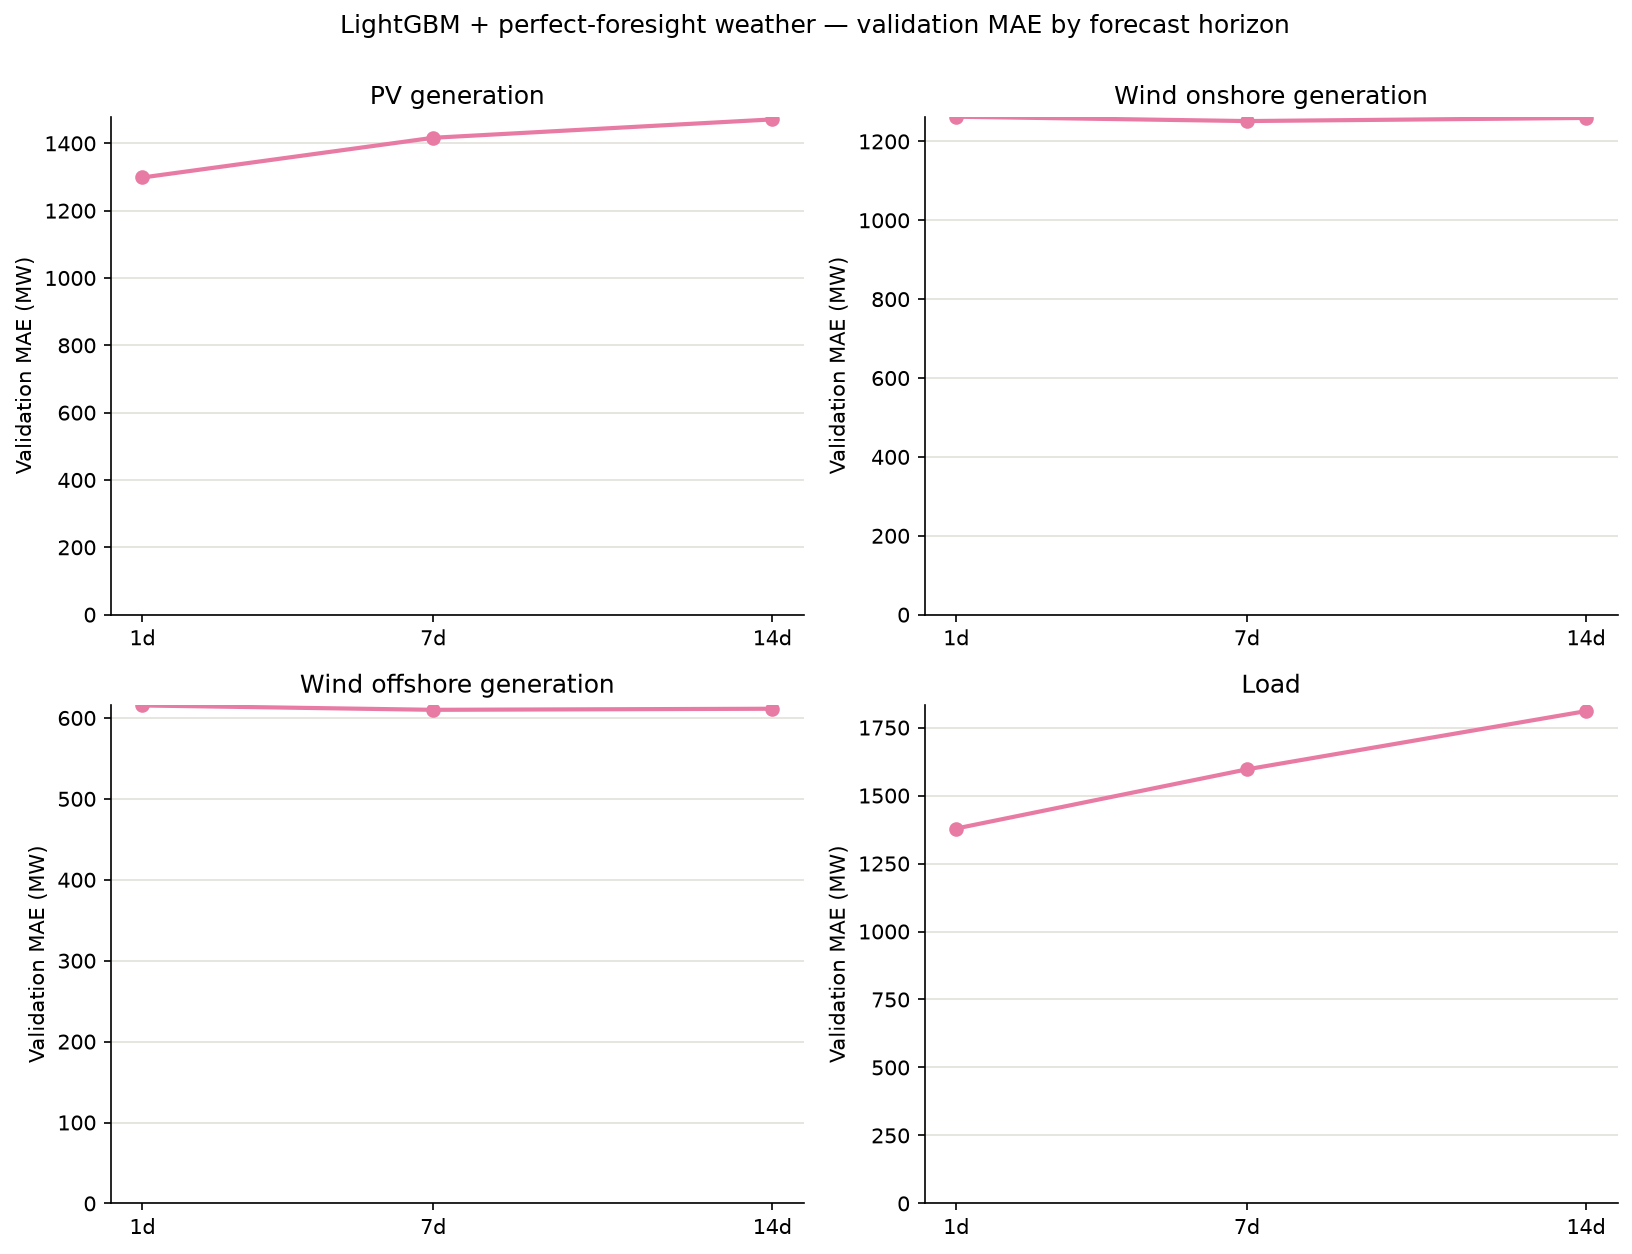 LightGBM + perfect-foresight weather — validation MAE by forecast horizon
PV generation
Validation MAE (MW)
1400
1200
1000
800
600
400
200
0
1d 7d 14d
Wind onshore generation
Validation MAE (MW)
1200
1000
800
600
400
200
0
1d 7d 14d
Wind offshore generation
Validation MAE (MW)
600
500
400
300
200
100
0
1d 7d 14d
Load
Validation MAE (MW)
1750
1500
1250
1000
750
500
250
0
1d 7d 14d